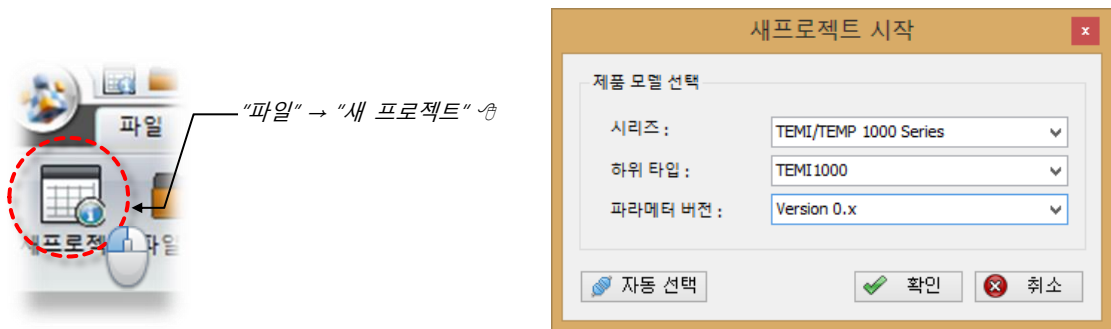 파일
"파일" → "새 프로젝트"
새프로젝
파일
새프로젝트 시작
x
제품 모델 선택
시리즈 :
TEMI/TEMP 1000 Series
하위 타입 :
TEMI1000
파라메터 버전 :
Version 0.x
자동 선택
확인
취소